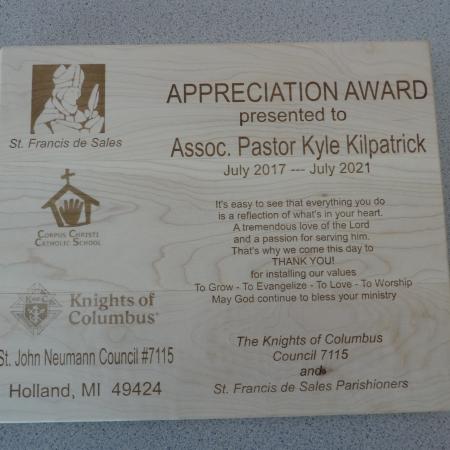 St. Francis de Sales
CORPUS CHRISTI
CATHOLIC SCHOOL
Knights of
Columbus®
St. John Neumann Council #7115
Holland, MI 49424
APPRECIATION AWARD
presented to
Assoc. Pastor Kyle Kilpatrick
July 2017 --- July 2021
It's easy to see that everything you do
is a reflection of what's in your heart.
A tremendous love of the Lord
and a passion for serving him.
That's why we come this day to
THANK YOU!
for installing our values
To Grow - To Evangelize - To Love - To Worship
May God continue to bless your ministry
The Knights of Columbus
Council 7115
and
St. Francis de Sales Parishioners